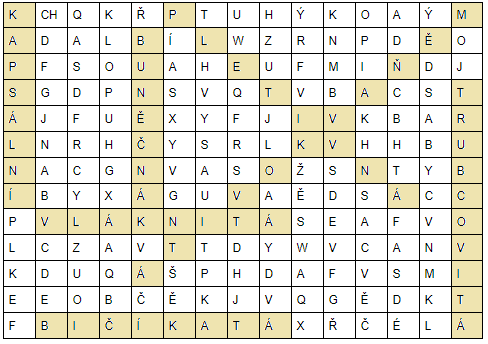 K CH Q K Ř P T U H Ý K O A Ý M
A D A L B Í L W Z R N P D Ě O
P F S O U A H E U F M I Ň D J
S G D P N S V Q T V B A C S T
Á J F U Ě X Y F J I V K B A R
L N R H Č Y S R L K V H H B U
N A C G N V A S O Ž S N T Y B
Í B Y X Á G U V A Ě D S Á C C
P V L Á K N I T Á S E A F V O
L C Z A V T T D Y W V C A N V
K D U Q Á Š P H D A F V S M I
E E O B Č Ě K J V Q G Ě D K T
F B I Č Í K A T Á X Ř Č É L Á